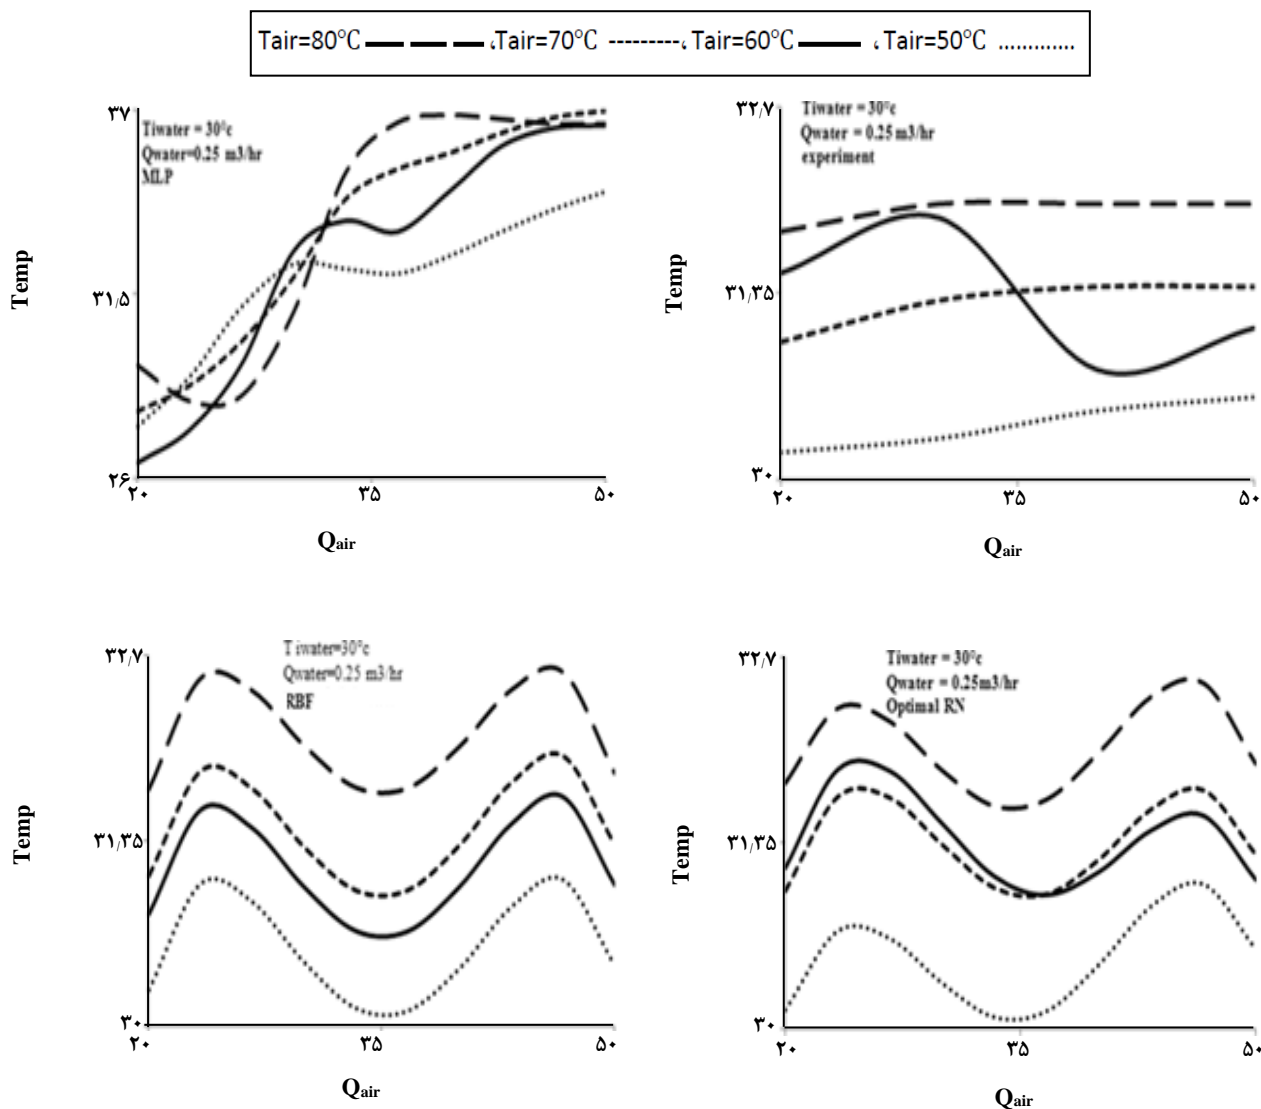 Tair=80°C ،Tair=70°C ، Tair=60°C ، Tair=50°C
۳۷
Tiwater = 30°c
Qwater=0.25 m3/hr
MLP
Temp
۳۱٫۵
۲۶
۲۰ ۳۵ ۵۰
Qair
۳۲٫۷
Tiwater = 30°c
Qwater = 0.25 m3/hr
experiment
Temp
۳۱٫۳۵
۳۰
۲۰ ۳۵ ۵۰
Qair
۳۲٫۷
T iwater=30°c
Qwater=0.25 m3/hr
RBF
Temp
۳۱٫۳۵
۳۰
۲۰ ۳۵ ۵۰
Qair
۳۲٫۷
Tiwater = 30°c
Qwater = 0.25m3/hr
Optimal RN
Temp
۳۱٫۳۵
۳۰
۲۰ ۳۵ ۵۰
Qair